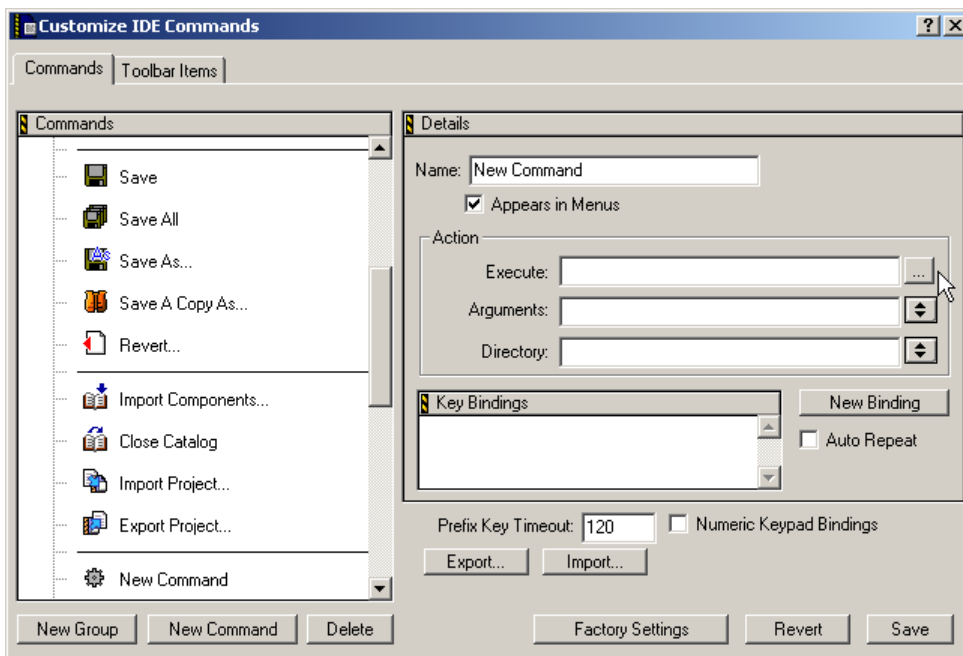 Customize IDE Commands
Commands
Toolbar Items
Commands
Save
Save All
Save As...
Save A Copy As...
Revert...
Import Components...
Close Catalog
Import Project...
Export Project...
New Command
New Group
New Command
Delete
Details
Name: New Command
Appears in Menus
Action
Execute:
...
Arguments:
Directory:
Key Bindings
New Binding
Auto Repeat
Prefix Key Timeout: 120
Numeric Keypad Bindings
Export...
Import...
Factory Settings
Revert
Save